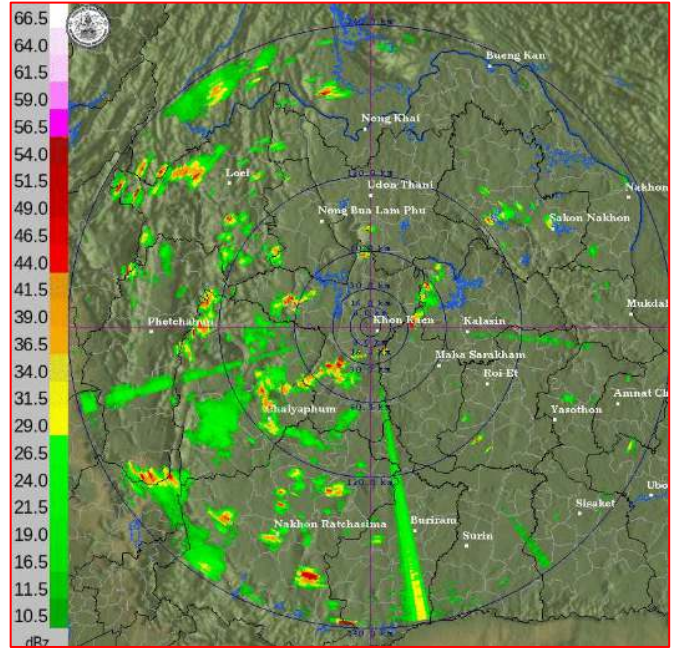 66.5
64.0
61.5
59.0
56.5
54.0
51.5
49.0
46.5
44.0
41.5
39.0
36.5
34.0
31.5
29.0
26.5
24.0
21.5
19.0
16.5
14.0
11.5
10.5
dBz
Bueng Kan
Nong Khai
Loei
Udon Thani
Nong Bua Lam Phu
Nakhon
Sakon Nakhon
Mukdal
Phetchabun
Khon Kaen
Kalasin
Maha Sarakham
Roi Et
Chaiyaphum
Yasothon
Amnat Ch
Ubo
Sisaket
Nakhon Ratchasima
Buriram
Surin